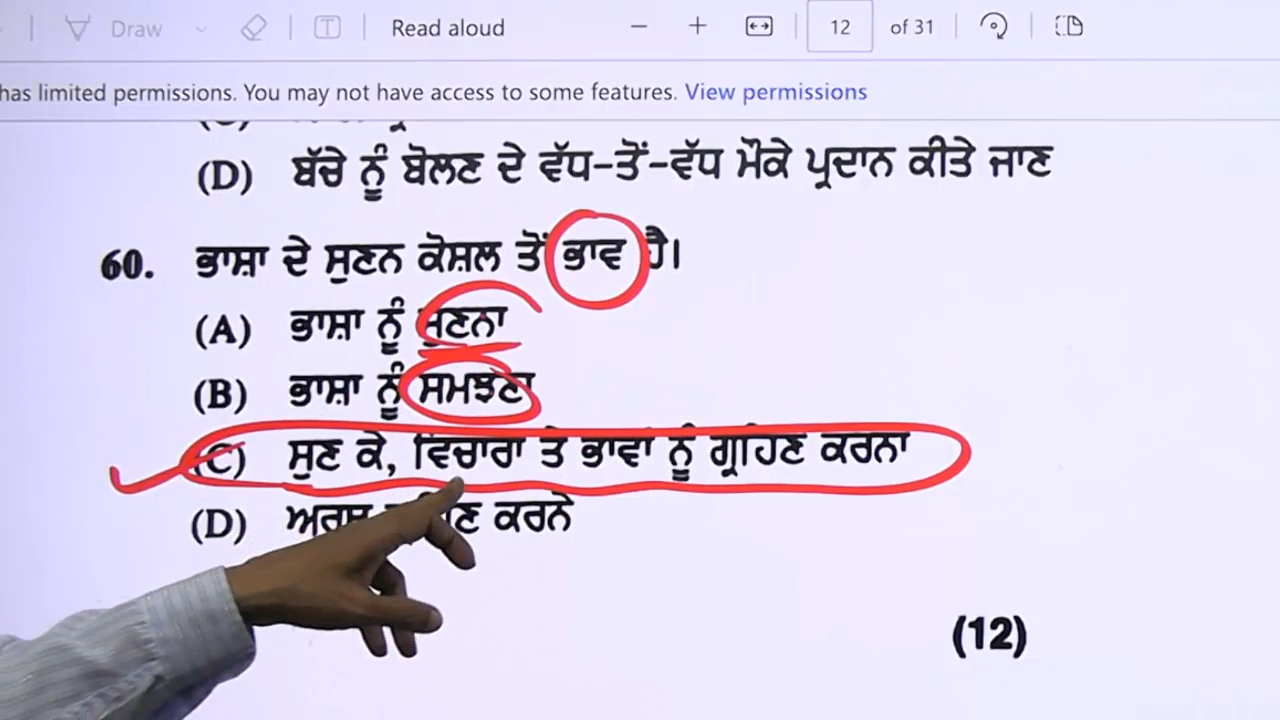 Draw
Read aloud
12 of 31
has limited permissions. You may not have access to some features. View permissions
(D) ਬੱਚੇ ਨੂੰ ਬੋਲਣ ਦੇ ਵੱਧ-ਤੋਂ-ਵੱਧ ਮੌਕੇ ਪ੍ਰਦਾਨ ਕੀਤੇ ਜਾਣ
60. ਭਾਸ਼ਾ ਦੇ ਸੁਣਨ ਕੋਸ਼ਲ ਤੋਂ ਭਾਵ ਹੈ।
(A) ਭਾਸ਼ਾ ਨੂੰ ਸੁਣਨਾ
(B) ਭਾਸ਼ਾ ਨੂੰ ਸਮਝਣਾ
(C) ਸੁਣ ਕੇ, ਵਿਚਾਰਾਂ ਤੇ ਭਾਵਾਂ ਨੂੰ ਗ੍ਰਹਿਣ ਕਰਨਾ
(D) ਕਰਨੇ
(12)